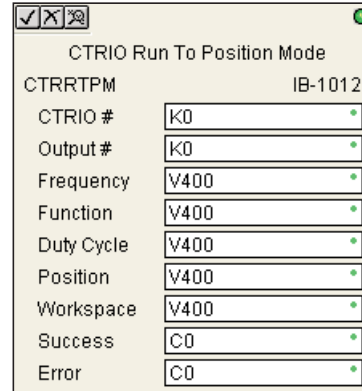 CTRIO Run To Position Mode
CTRRTPM IB-1012
CTRIO # K0
Output # K0
Frequency V400
Function V400
Duty Cycle V400
Position V400
Workspace V400
Success C0
Error C0